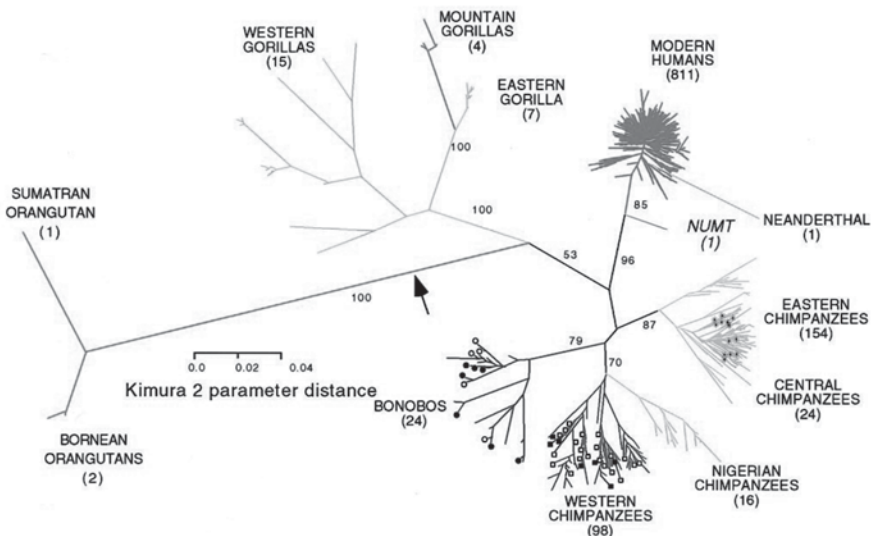 MOUNTAIN
GORILLAS
(4)
WESTERN
GORILLAS
(15)
MODERN
HUMANS
(811)
EASTERN
GORILLA
(7)
100
SUMATRAN
ORANGUTAN
(1)
100
85
NUMT
(1)
NEANDERTHAL
(1)
53
96
100
EASTERN
CHIMPANZEES
(154)
87
79
70
0.0
0.02
0.04
Kimura 2 parameter distance
CENTRAL
CHIMPANZEES
(24)
BONOBOS
(24)
BORNEAN
ORANGUTANS
(2)
NIGERIAN
CHIMPANZEES
(16)
WESTERN
CHIMPANZEES
(98)